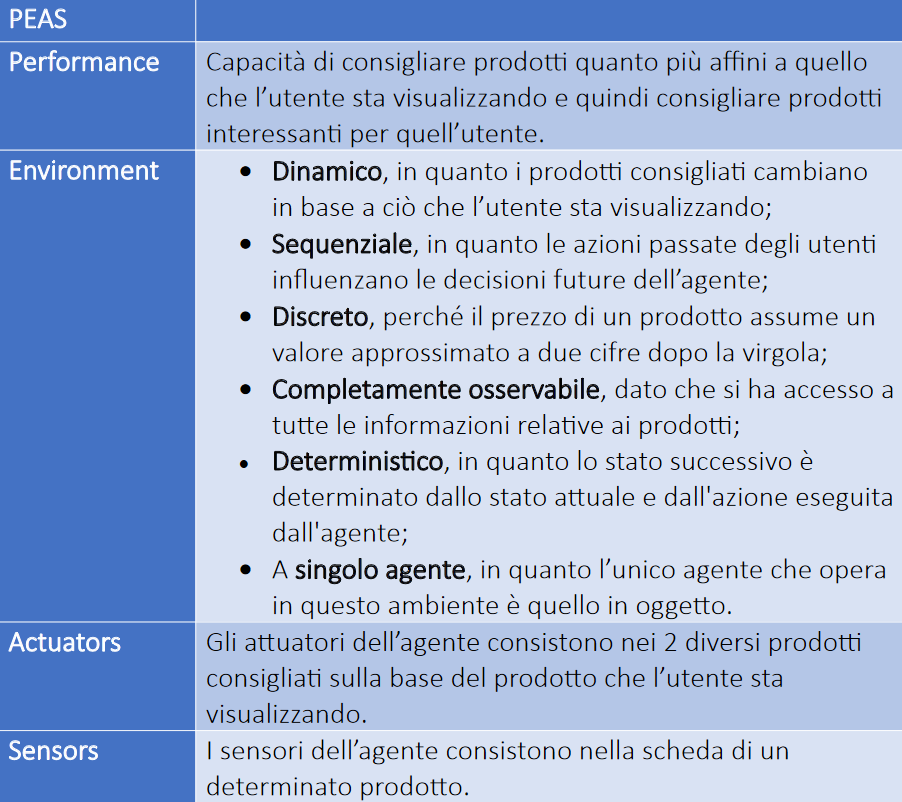 PEAS
Performance
Capacità di consigliare prodotti quanto più affini a quello
che l’utente sta visualizzando e quindi consigliare prodotti
interessanti per quell’utente.
Environment
• Dinamico, in quanto i prodotti consigliati cambiano
in base a ciò che l’utente sta visualizzando;
• Sequenziale, in quanto le azioni passate degli utenti
influenzano le decisioni future dell’agente;
• Discreto, perché il prezzo di un prodotto assume un
valore approssimato a due cifre dopo la virgola;
• Completamente osservabile, dato che si ha accesso a
tutte le informazioni relative ai prodotti;
• Deterministico, in quanto lo stato successivo è
determinato dallo stato attuale e dall'azione eseguita
dall'agente;
• A singolo agente, in quanto l’unico agente che opera
in questo ambiente è quello in oggetto.
Actuators
Gli attuatori dell’agente consistono nei 2 diversi prodotti
consigliati sulla base del prodotto che l’utente sta
visualizzando.
Sensors
I sensori dell’agente consistono nella scheda di un
determinato prodotto.